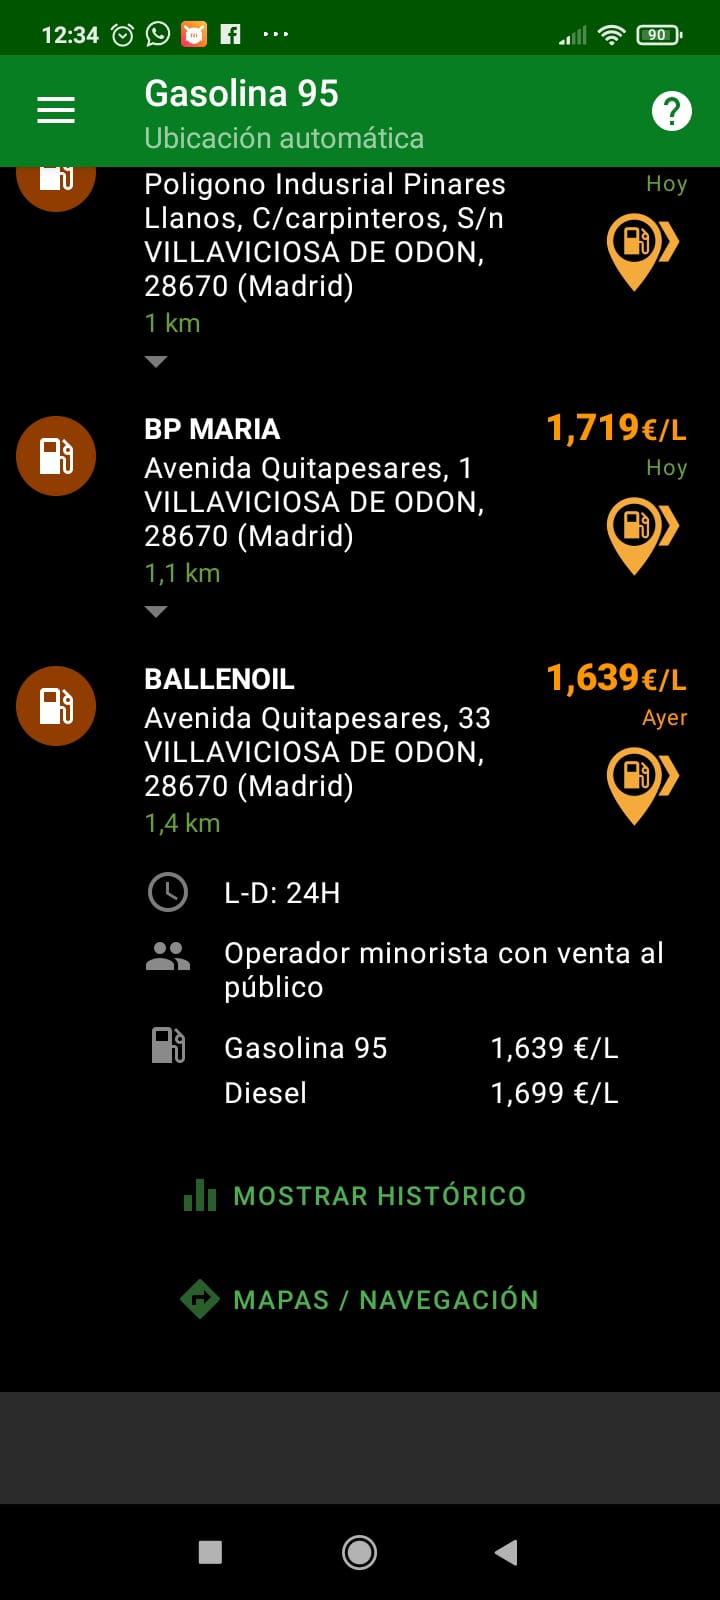 12:34
90
Gasolina 95
Ubicación automática
Poligono Indusrial Pinares
Hoy
Llanos, C/carpinteros, S/n
VILLAVICIOSA DE ODON,
28670 (Madrid)
1 km
BP MARIA
1,719€/L
Avenida Quitapesares, 1
Hoy
VILLAVICIOSA DE ODON,
28670 (Madrid)
1,1 km
BALLENOIL
1,639€/L
Avenida Quitapesares, 33
Ayer
VILLAVICIOSA DE ODON,
28670 (Madrid)
1,4 km
L-D: 24H
Operador minorista con venta al
público
Gasolina 95 1,639 €/L
Diesel 1,699 €/L
MOSTRAR HISTÓRICO
MAPAS / NAVEGACIÓN